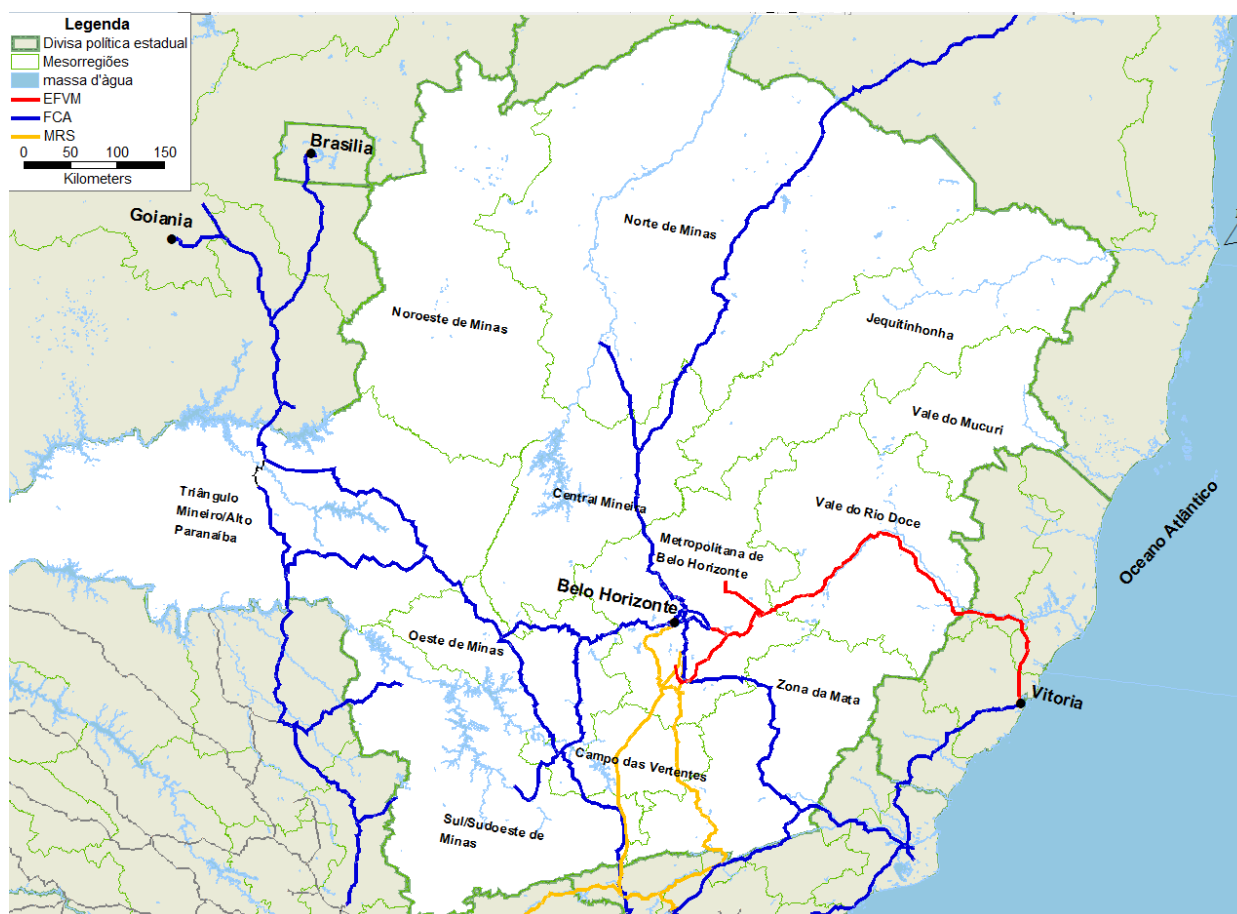 Legenda
Divisa política estadual
Mesorregiões
massa d'àgua
EFVM
FCA
MRS
0 50 100 150
Kilometers
Brasilia
Goiania
Norte de Minas
Noroeste de Minas
Jequitinhonha
Vale do Mucuri
Triângulo
Mineiro/Alto
Paranaíba
Central Mineira
Vale do Rio Doce
Metropolitana de
Belo Horizonte
Oceano Atlântico
Belo Horizonte
Oeste de Minas
Zona da Mata
Vitoria
Campo das Vertentes
Sul/Sudoeste de
Minas